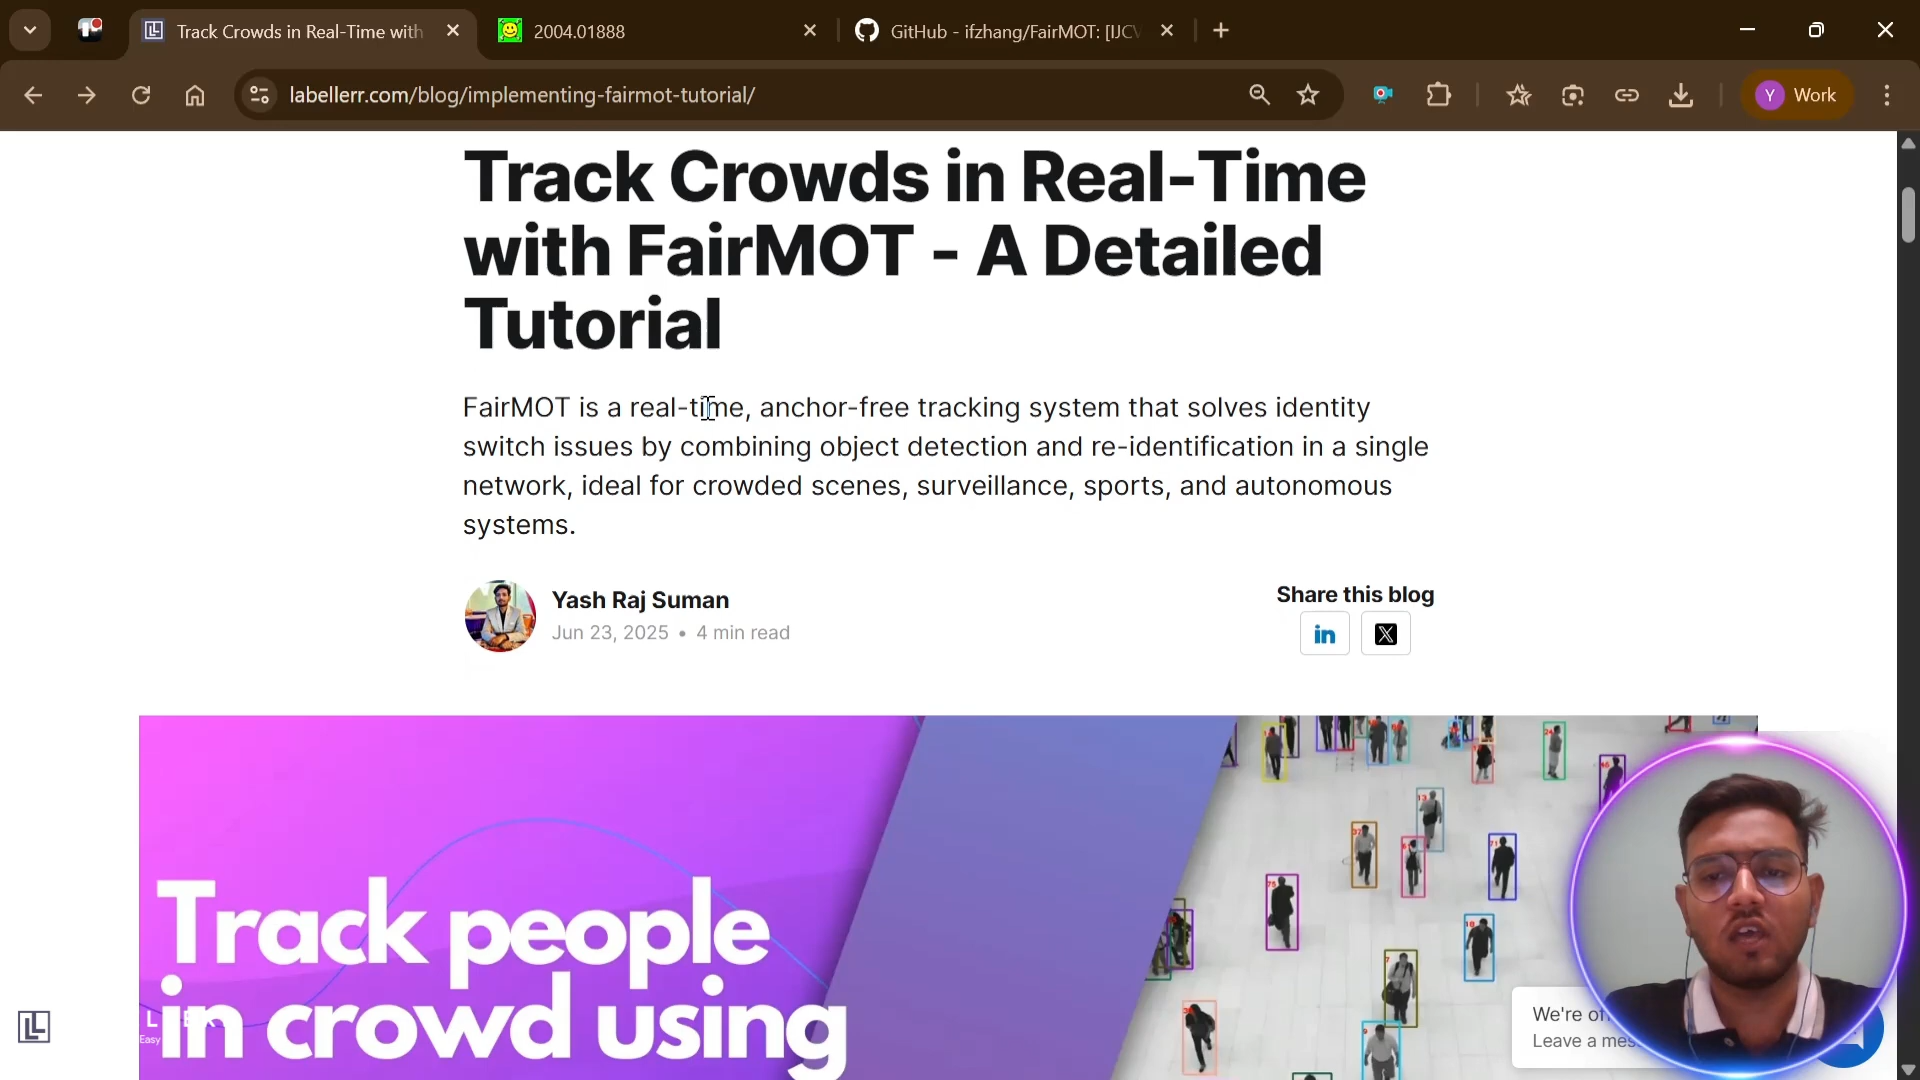 Track Crowds in Real-Time with
2004.01888
GitHub - ifzhang/FairMOT: [IJCV
labellerr.com/blog/implementing-fairmot-tutorial/
Y Work
Track Crowds in Real-Time
with FairMOT - A Detailed
Tutorial
FairMOT is a real-time, anchor-free tracking system that solves identity
switch issues by combining object detection and re-identification in a single
network, ideal for crowded scenes, surveillance, sports, and autonomous
systems.
Yash Raj Suman
Jun 23, 2025 • 4 min read
Share this blog
in
X
Track people
in crowd using
Easy
We're of
Leave a mes